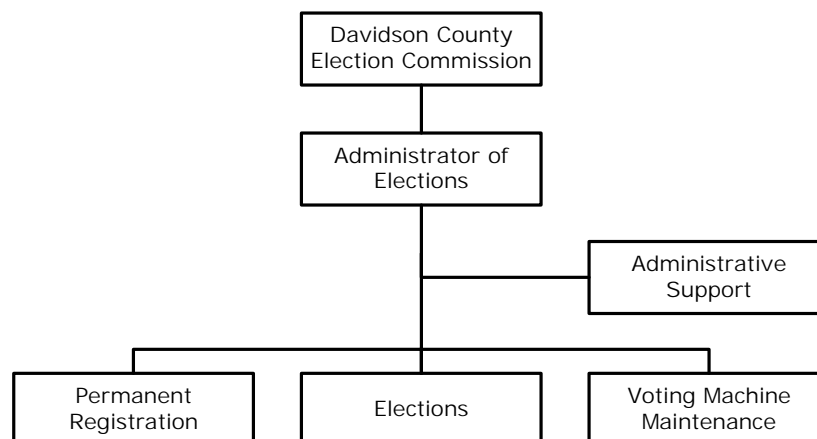 Davidson County
Election Commission
Administrator of
Elections
Administrative
Support
Permanent
Registration
Elections
Voting Machine
Maintenance